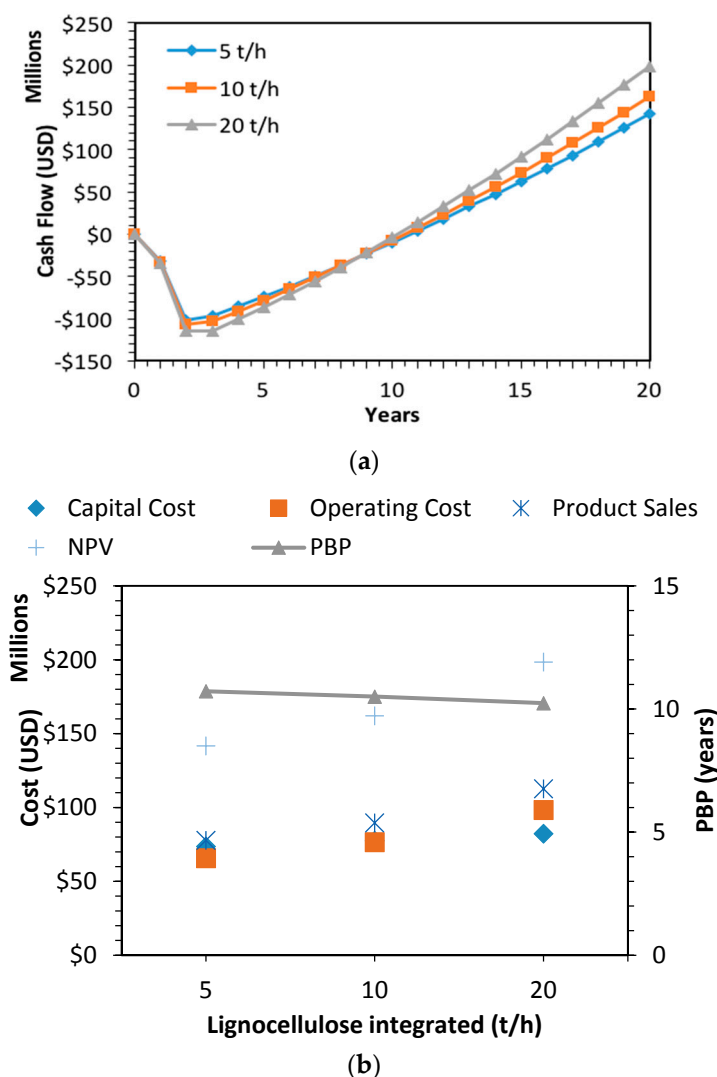 Cash Flow (USD) Millions
$250
$200
$150
$100
$50
$0
-$50
-$100
-$150
5 t/h
10 t/h
20 t/h
0 5 10 15 20
Years
(a)
Capital Cost Operating Cost Product Sales
NPV PBP
Cost (USD) Millions
$250
$200
$150
$100
$50
$0
15
10
5
0
PBP (years)
5 10 20
Lignocellulose integrated (t/h)
(b)